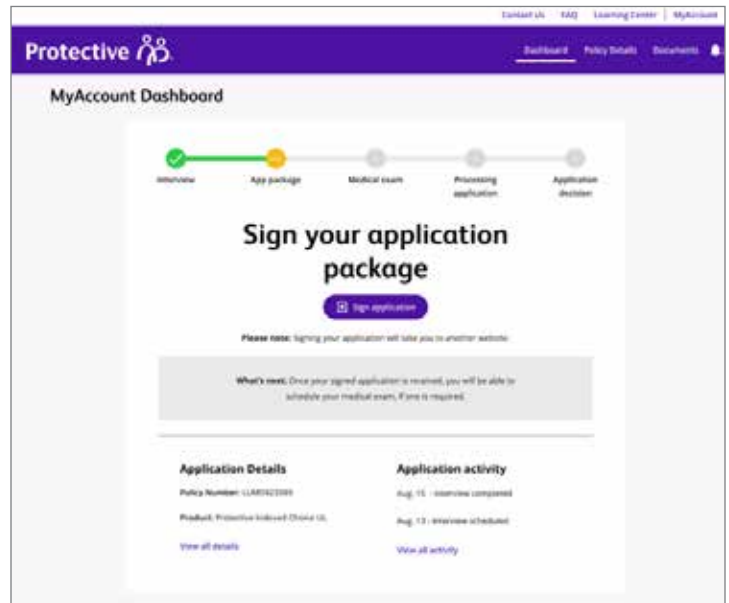 Contact Us FAQ Learning Center MyAccount
Protective
Dashboard Policy Details Documents
MyAccount Dashboard
Interview App package Medical exam Processing application Application decision
Sign your application
package
Sign application
Please note: Signing your application will take you to another website.
What's next: Once your signed application is received, you will be able to
schedule your medical exam, if one is required.
Application Details
Policy Number:
Product: Protective Indexed Choice UL
View all details
Application activity
Aug. 15 - Interview completed
Aug. 13 - Interview scheduled
View all activity